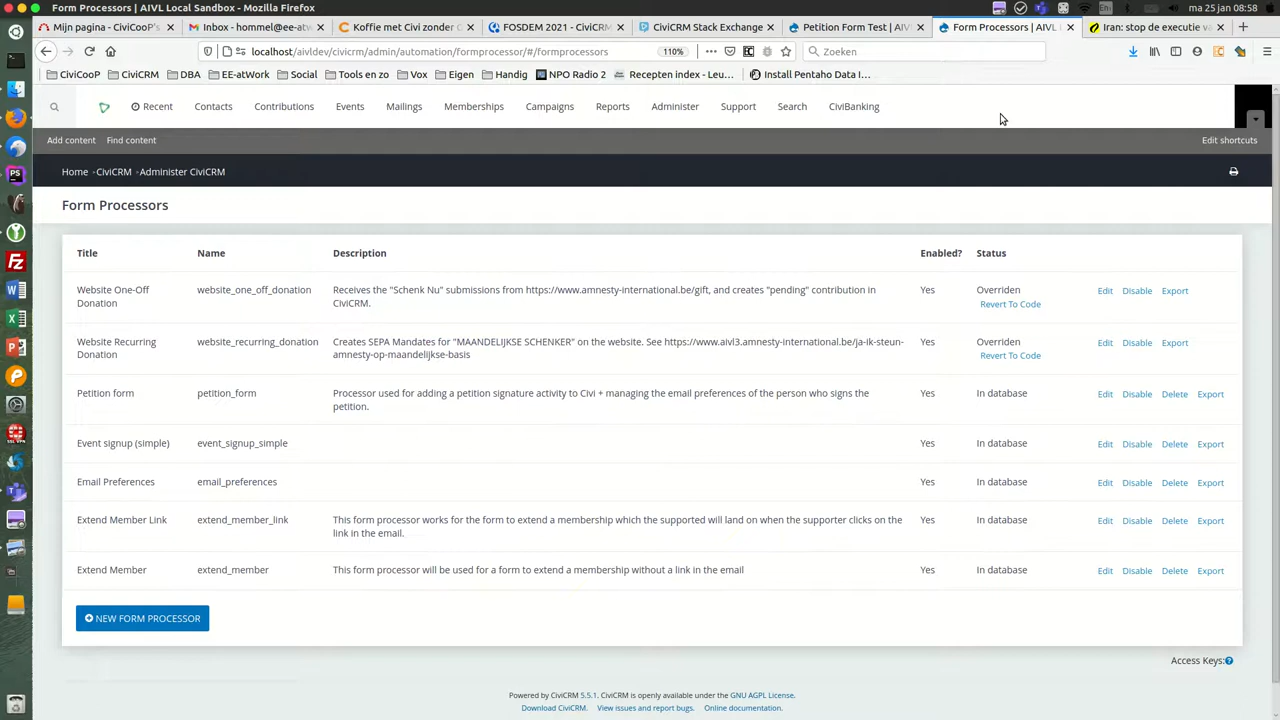 Form Processors | AIVL Local Sandbox - Mozilla Firefox
ma 25 jan 08:58
Mijn pagina - CiviCooP's
Inbox - hommel@ee-atw
Koffie met Civi zonder C
FOSDEM 2021 - CiviCRM
CiviCRM Stack Exchange
Petition Form Test | AIVL
Form Processors | AIVL L
Iran: stop de executie va
localhost/aivldev/civicrm/admin/automation/formprocessor/#/formprocessors
110%
Zoeken
CiviCooP
CiviCRM
DBA
EE-atWork
Social
Tools en zo
Vox
Eigen
Handig
NPO Radio 2
Recepten index - Leu...
Install Pentaho Data I...
Recent
Contacts
Contributions
Events
Mailings
Memberships
Campaigns
Reports
Administer
Support
Search
CiviBanking
Add content
Find content
Edit shortcuts
Home
CiviCRM
Administer CiviCRM
Form Processors
Title Name Description Enabled? Status
Website One-Off website_one_off_donation Receives the "Schenk Nu" submissions from https://www.amnesty-international.be/gift, and creates "pending" contribution in Yes Overriden Edit Disable Export
Donation CiviCRM. Revert To Code
Website Recurring website_recurring_donation Creates SEPA Mandates for "MAANDELIJKSE SCHENKER" on the website. See https://www.aivl3.amnesty-international.be/ja-ik-steun- Yes Overriden Edit Disable Export
Donation amnesty-op-maandelijkse-basis Revert To Code
Petition form petition_form Processor used for adding a petition signature activity to Civi + managing the email preferences of the person who signs the Yes In database Edit Disable Delete Export
petition.
Event signup (simple) event_signup_simple Yes In database Edit Disable Delete Export
Email Preferences email_preferences Yes In database Edit Disable Delete Export
Extend Member Link extend_member_link This form processor works for the form to extend a membership which the supported will land on when the supporter clicks on the Yes In database Edit Disable Delete Export
link in the email.
Extend Member extend_member This form processor will be used for a form to extend a membership without a link in the email Yes In database Edit Disable Delete Export
NEW FORM PROCESSOR
Access Keys:
Powered by CiviCRM 5.5.1. CiviCRM is openly available under the GNU AGPL License.
Download CiviCRM. View issues and report bugs. Online documentation.